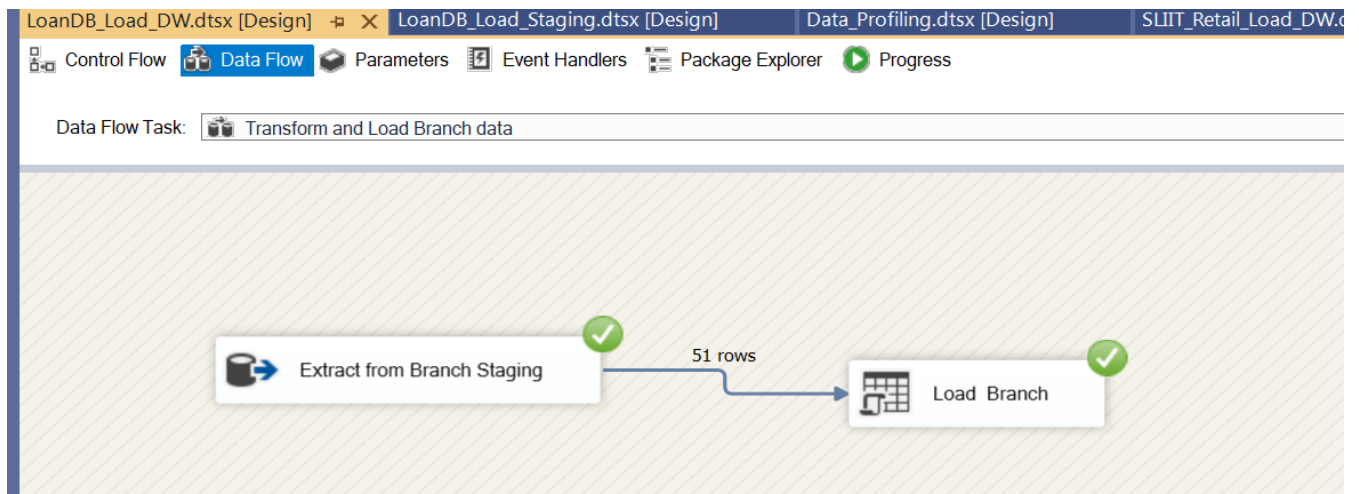 LoanDB_Load_DW.dtsx [Design] LoanDB_Load_Staging.dtsx [Design] Data_Profiling.dtsx [Design] SLIIT_Retail_Load_DW.
Control Flow Data Flow Parameters Event Handlers Package Explorer Progress
Data Flow Task: Transform and Load Branch data
51 rows
Extract from Branch Staging
Load Branch